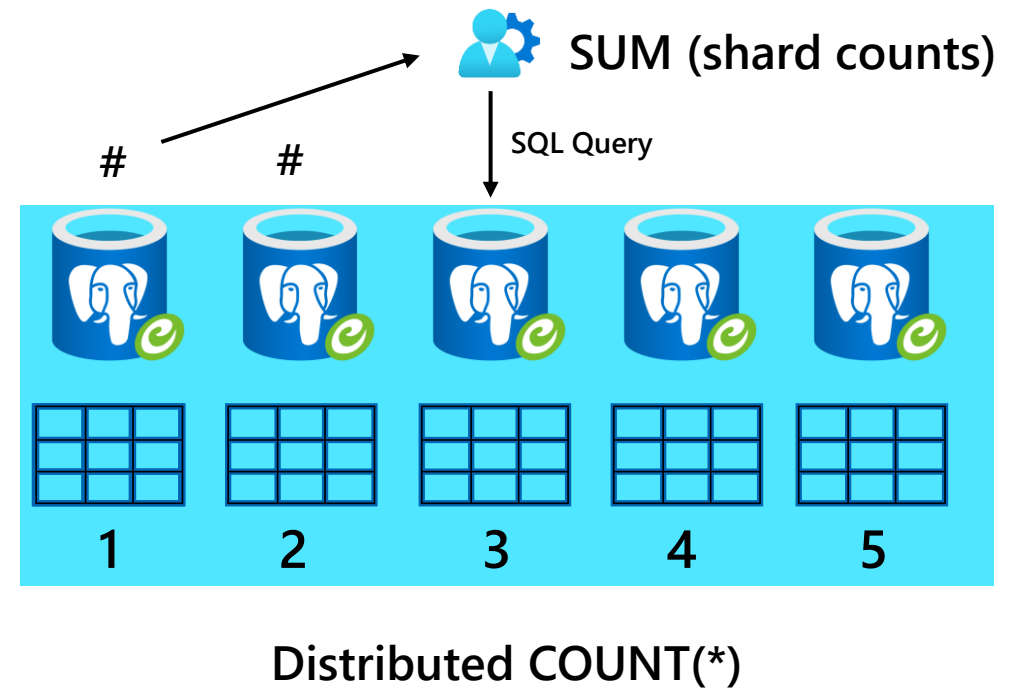 SUM (shard counts)
SQL Query
# #
1 2 3 4 5
Distributed COUNT(*)